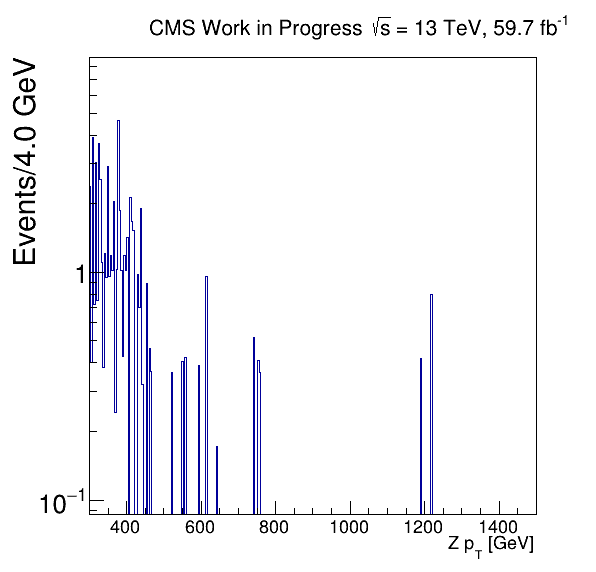 CMS Work in Progress √s = 13 TeV, 59.7 fb⁻¹
Events/4.0 GeV
1
10⁻¹
400 600 800 1000 1200 1400
Z p_T [GeV]